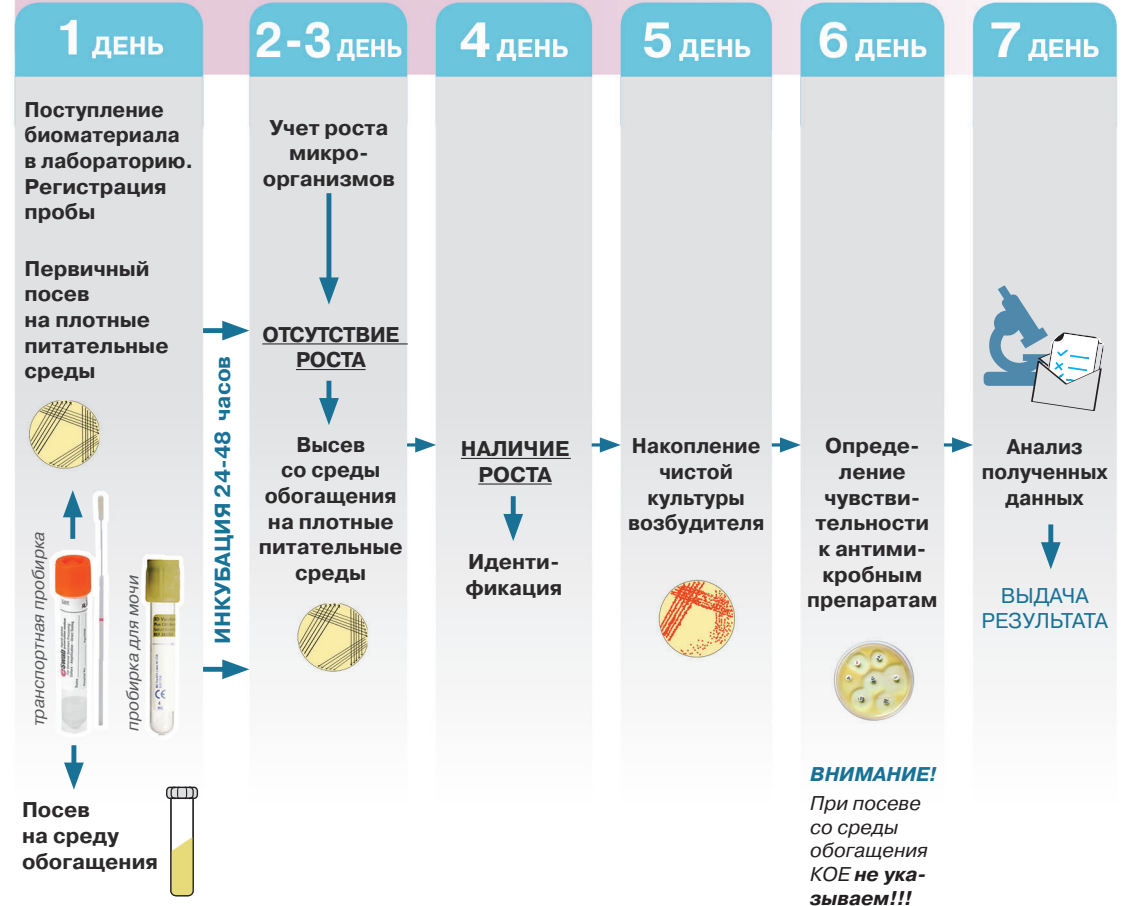 1 ДЕНЬ
Поступление
биоматериала
в лабораторию.
Регистрация
пробы
Первичный
посев
на плотные
питательные
среды
транспортная пробирка
пробирка для мочи
Посев
на среду
обогащения
ИНКУБАЦИЯ 24-48 часов
2-3 ДЕНЬ
Учет роста
микро-
организмов
ОТСУТСТВИЕ
РОСТА
Высев
со среды
обогащения
на плотные
питательные
среды
4 ДЕНЬ
НАЛИЧИЕ
РОСТА
Иденти-
фикация
5 ДЕНЬ
Накопление
чистой
культуры
возбудителя
6 ДЕНЬ
Опреде-
ление
чувстви-
тельности
к антими-
кробным
препаратам
ВНИМАНИЕ!
При посеве
со среды
обогащения
КОЕ не ука-
зываем!!!
7 ДЕНЬ
Анализ
полученных
данных
ВЫДАЧА
РЕЗУЛЬТАТА